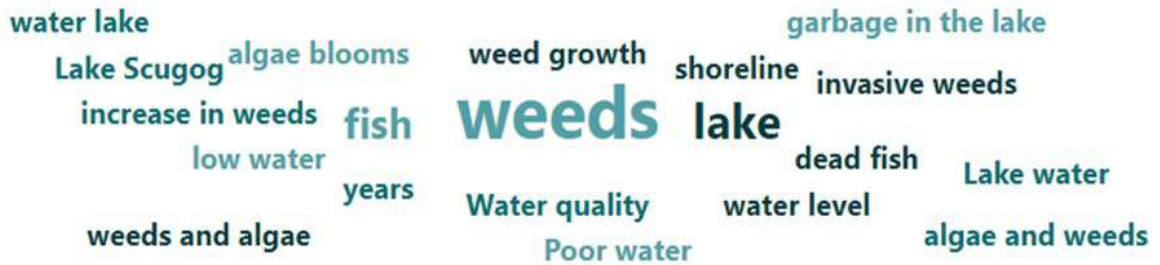 water lake
garbage in the lake
Lake Scugog
algae blooms
weed growth
shoreline
invasive weeds
increase in weeds
fish
weeds
lake
low water
dead fish
Lake water
years
Water quality
water level
weeds and algae
Poor water
algae and weeds